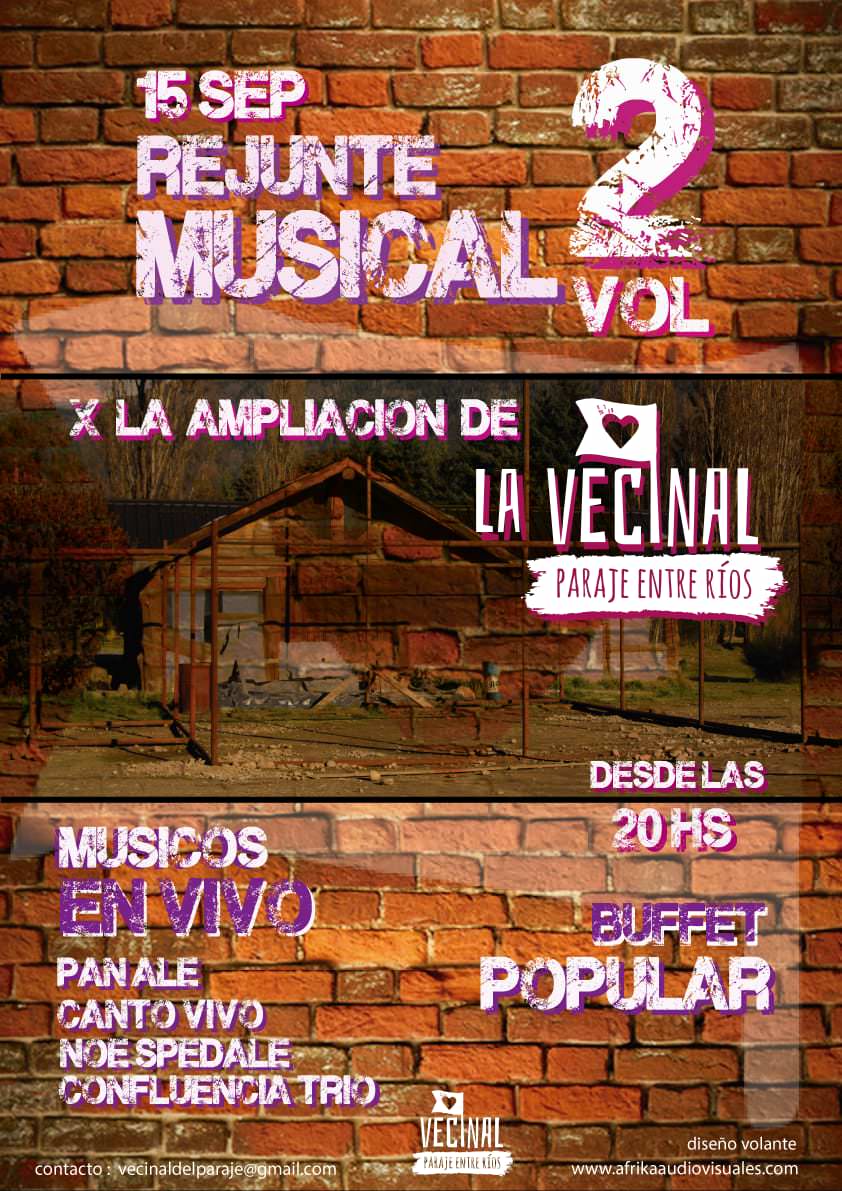 15 SEP
REJUNTE
MUSICAL
2
VOL
X LA AMPLIACION DE
LA VECINAL
PARAJE ENTRE RÍOS
DESDE LAS
20 HS
MUSICOS
EN VIVO
PAN ALE
CANTO VIVO
NOE SPEDALE
CONFLUENCIA TRIO
BUFFET
POPULAR
VECINAL
PARAJE ENTRE RÍOS
contacto : vecinaldelparaje@gmail.com
diseño volante
www.afrikaaudiovisuales.com